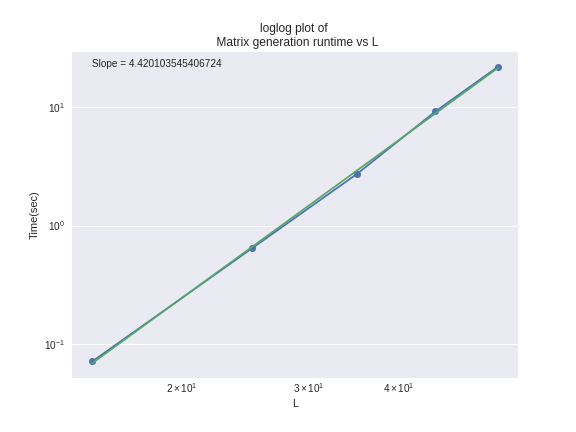 loglog plot of
Matrix generation runtime vs L
Slope = 4.420103545406724
Time(sec)
10¹
10⁰
10⁻¹
2 × 10¹
3 × 10¹
4 × 10¹
L